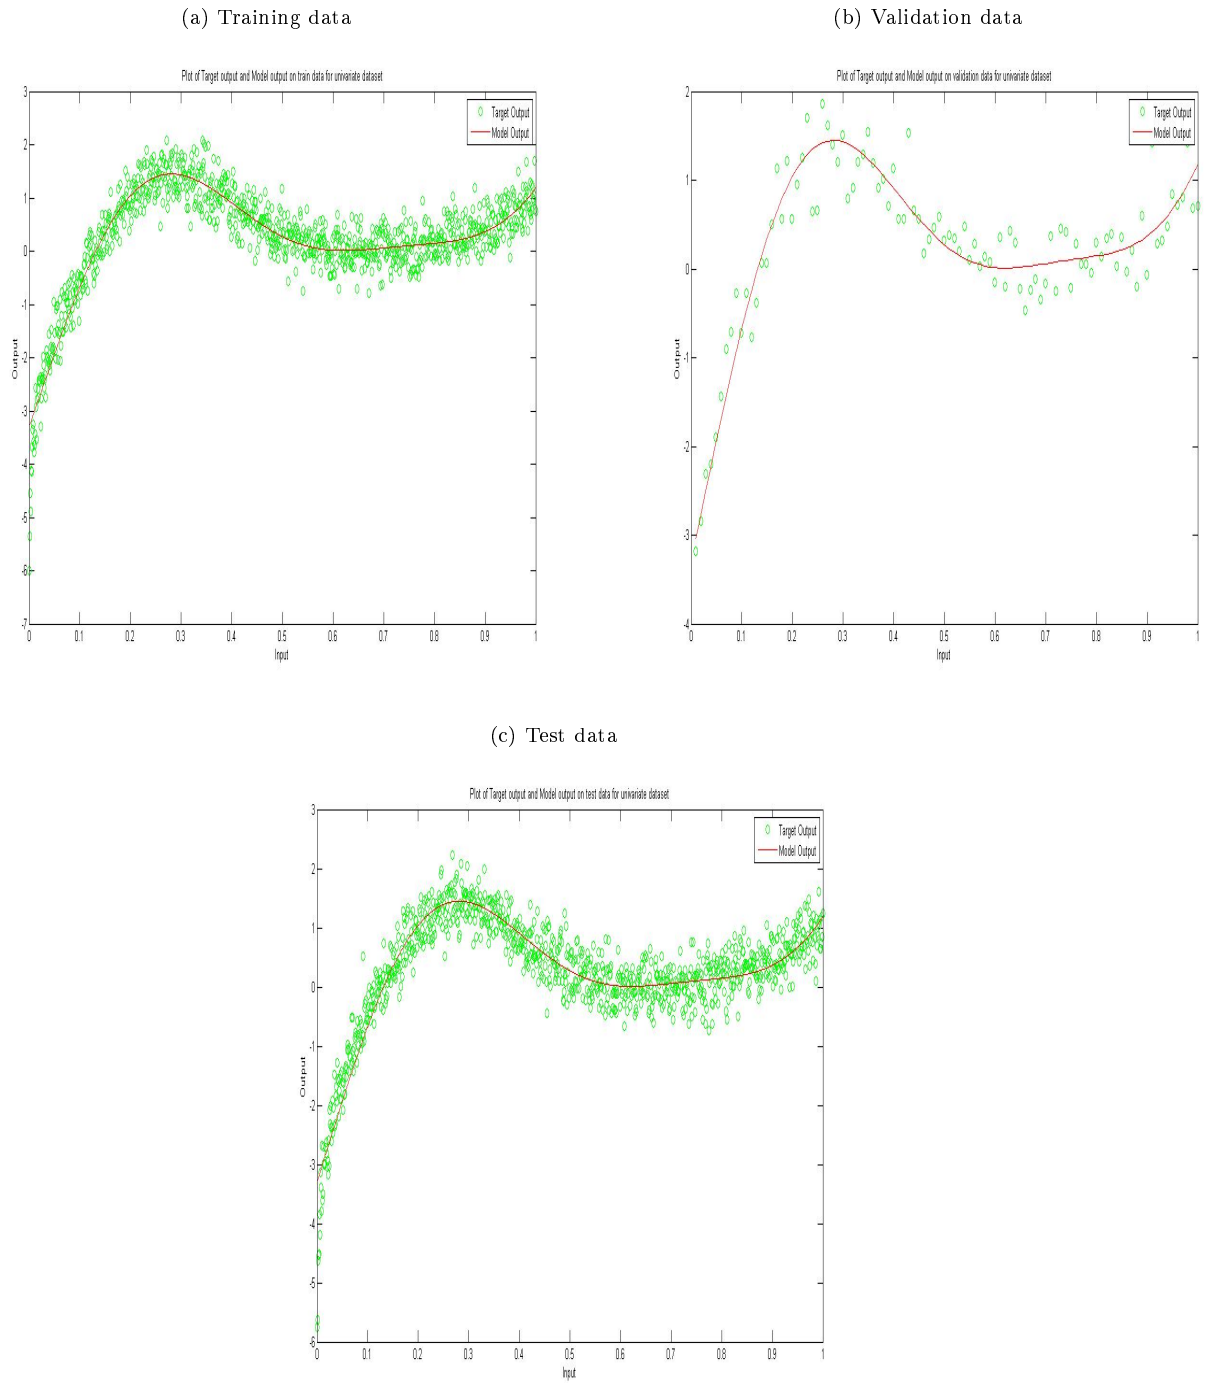 (a) Training data
Plot of Target output and Model output on train data for univariate dataset
3
2
1
0
-1
-2
-3
-4
-5
-6
-7
Output
Target Output
Model Output
0 0.1 0.2 0.3 0.4 0.5 0.6 0.7 0.8 0.9 1
Input
(b) Validation data
Plot of Target output and Model output on validation data for univariate dataset
2
1
0
-1
-2
-3
-4
Output
Target Output
Model Output
0 0.1 0.2 0.3 0.4 0.5 0.6 0.7 0.8 0.9 1
Input
(c) Test data
Plot of Target output and Model output on test data for univariate dataset
3
2
1
0
-1
-2
-3
-4
-5
-6
Output
Target Output
Model Output
0 0.1 0.2 0.3 0.4 0.5 0.6 0.7 0.8 0.9 1
Input